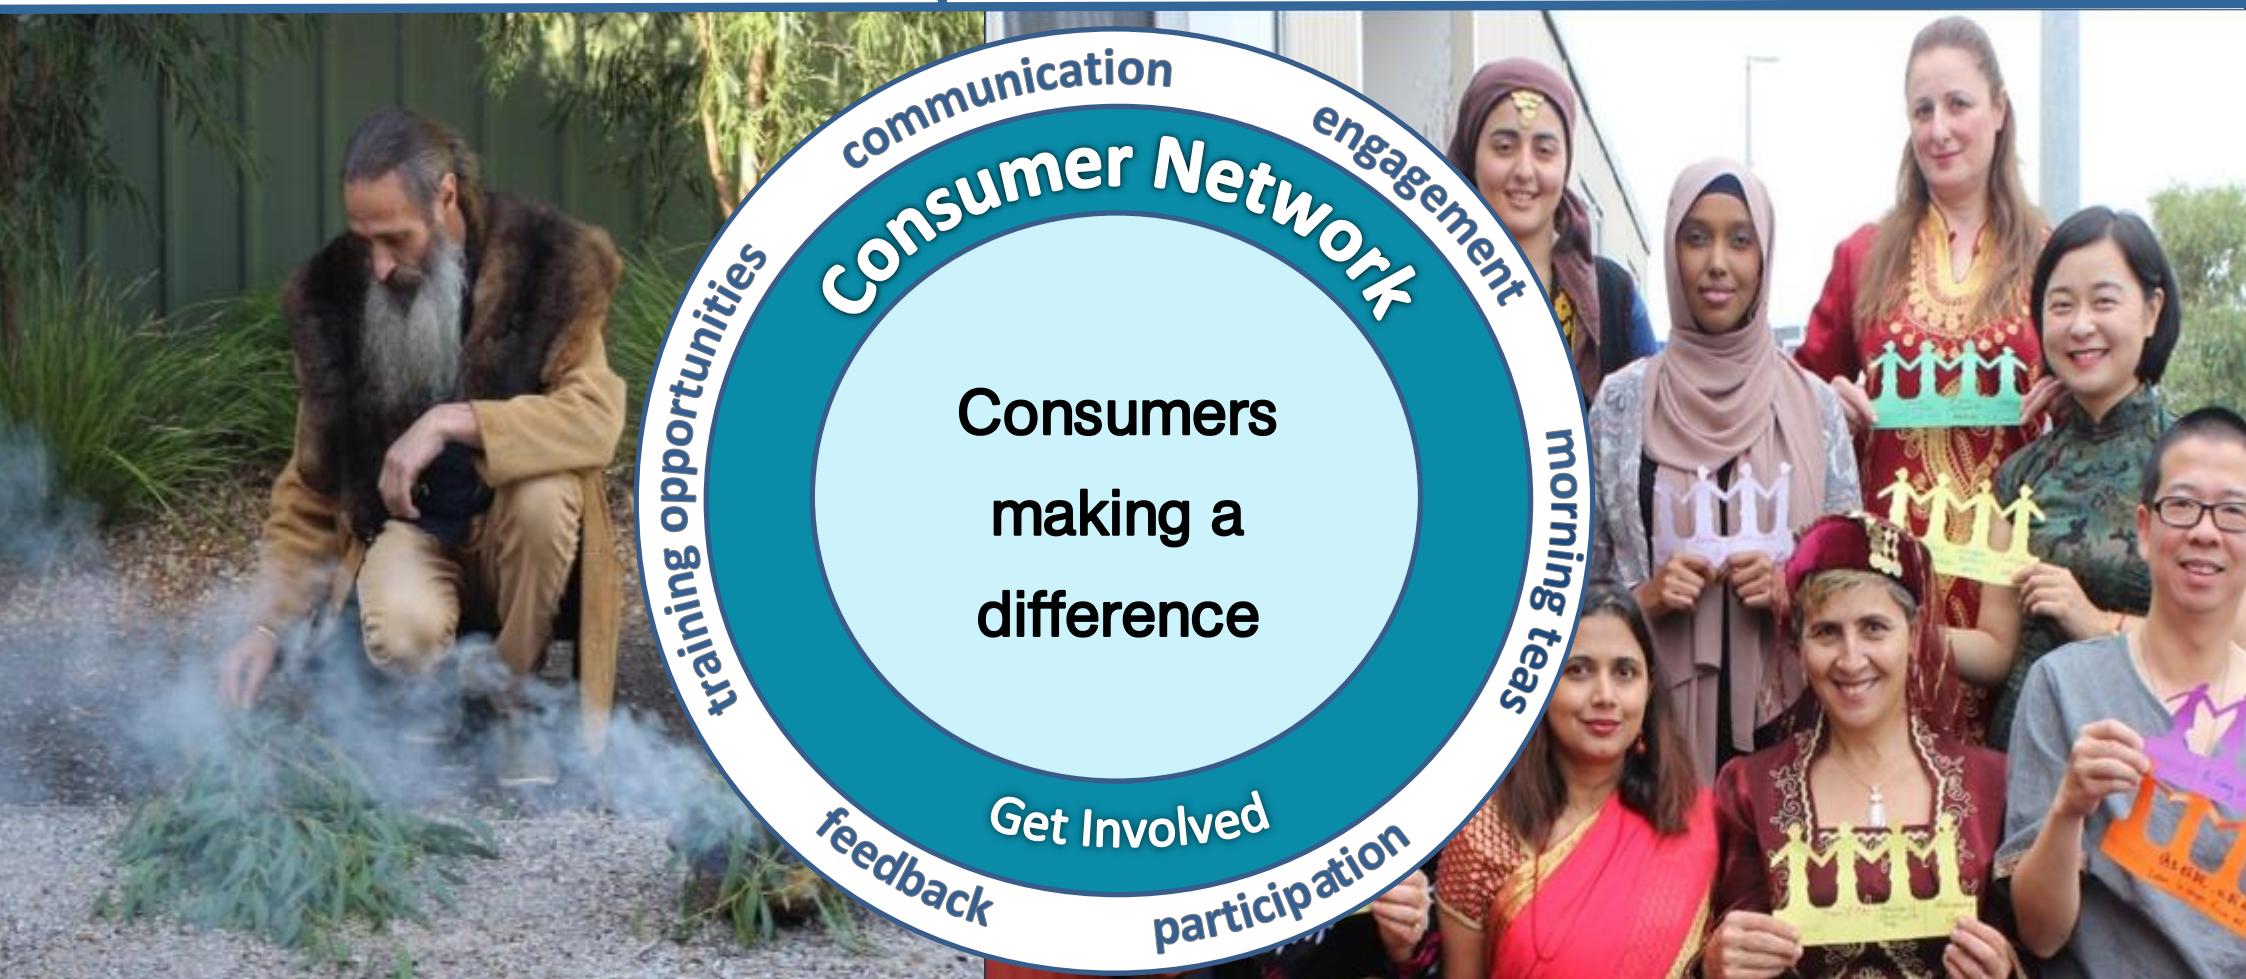 communication
engagement
morning teas
participation
feedback
training opportunities
Consumer Network
Consumers
making a
difference
Get Involved